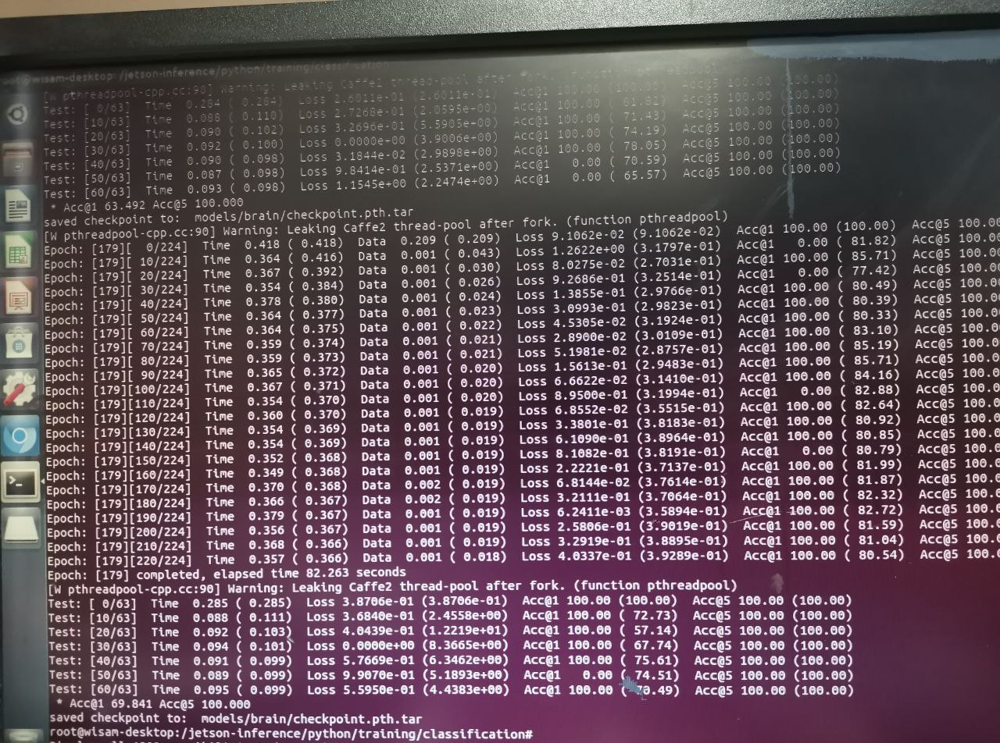 root@wisam-desktop: /jetson-inference/python/training/classification
[W pthreadpool-cpp.cc:90] Warning: Leaking Caffe2 thread-pool after fork. (function pthreadpool)
Test: [ 0/63] Time 0.284 ( 0.284) Loss 2.6011e-01 (2.6011e-01) Acc@1 100.00 (100.00) Acc@5 100.00 (100.00)
Test: [10/63] Time 0.088 ( 0.110) Loss 2.7268e-01 (2.0595e+00) Acc@1 100.00 ( 81.82) Acc@5 100.00 (100.00)
Test: [20/63] Time 0.090 ( 0.102) Loss 3.2696e-01 (5.5905e+00) Acc@1 100.00 ( 71.43) Acc@5 100.00 (100.00)
Test: [30/63] Time 0.092 ( 0.100) Loss 0.0000e+00 (3.9006e+00) Acc@1 100.00 ( 74.19) Acc@5 100.00 (100.00)
Test: [40/63] Time 0.090 ( 0.098) Loss 3.1844e-02 (2.9898e+00) Acc@1 100.00 ( 78.05) Acc@5 100.00 (100.00)
Test: [50/63] Time 0.087 ( 0.098) Loss 9.8414e-01 (2.5371e+00) Acc@1 0.00 ( 70.59) Acc@5 100.00 (100.00)
Test: [60/63] Time 0.093 ( 0.098) Loss 1.1545e+00 (2.2474e+00) Acc@1 0.00 ( 65.57) Acc@5 100.00 (100.00)
* Acc@1 63.492 Acc@5 100.000
saved checkpoint to: models/brain/checkpoint.pth.tar
[W pthreadpool-cpp.cc:90] Warning: Leaking Caffe2 thread-pool after fork. (function pthreadpool)
Epoch: [179][ 0/224] Time 0.418 ( 0.418) Data 0.209 ( 0.209) Loss 9.1062e-02 (9.1062e-02) Acc@1 100.00 (100.00) Acc@5 100.00
Epoch: [179][ 10/224] Time 0.364 ( 0.416) Data 0.001 ( 0.043) Loss 1.2622e+00 (3.1797e-01) Acc@1 0.00 ( 81.82) Acc@5 100.00
Epoch: [179][ 20/224] Time 0.367 ( 0.392) Data 0.001 ( 0.030) Loss 8.0275e-02 (2.7031e-01) Acc@1 100.00 ( 85.71) Acc@5 100.00
Epoch: [179][ 30/224] Time 0.354 ( 0.384) Data 0.001 ( 0.026) Loss 9.2686e-01 (3.2514e-01) Acc@1 0.00 ( 77.42) Acc@5 100.00
Epoch: [179][ 40/224] Time 0.378 ( 0.380) Data 0.001 ( 0.024) Loss 1.3855e-01 (2.9766e-01) Acc@1 100.00 ( 80.49) Acc@5 100.00
Epoch: [179][ 50/224] Time 0.364 ( 0.377) Data 0.001 ( 0.023) Loss 3.0993e-01 (2.9823e-01) Acc@1 100.00 ( 80.39) Acc@5 100.00
Epoch: [179][ 60/224] Time 0.364 ( 0.375) Data 0.001 ( 0.022) Loss 4.5305e-02 (3.1924e-01) Acc@1 100.00 ( 80.33) Acc@5 100.00
Epoch: [179][ 70/224] Time 0.359 ( 0.374) Data 0.001 ( 0.021) Loss 2.8900e-02 (3.0109e-01) Acc@1 100.00 ( 83.10) Acc@5 100.00
Epoch: [179][ 80/224] Time 0.359 ( 0.373) Data 0.001 ( 0.021) Loss 5.1981e-02 (2.8757e-01) Acc@1 100.00 ( 85.19) Acc@5 100.00
Epoch: [179][ 90/224] Time 0.365 ( 0.372) Data 0.001 ( 0.020) Loss 1.5613e-01 (2.9483e-01) Acc@1 100.00 ( 85.71) Acc@5 100.00
Epoch: [179][100/224] Time 0.367 ( 0.371) Data 0.001 ( 0.020) Loss 6.6622e-02 (3.1410e-01) Acc@1 100.00 ( 84.16) Acc@5 100.00
Epoch: [179][110/224] Time 0.354 ( 0.370) Data 0.001 ( 0.020) Loss 8.9500e-01 (3.1994e-01) Acc@1 0.00 ( 82.88) Acc@5 100.00
Epoch: [179][120/224] Time 0.360 ( 0.370) Data 0.001 ( 0.019) Loss 6.8552e-02 (3.5515e-01) Acc@1 100.00 ( 82.64) Acc@5 100.00
Epoch: [179][130/224] Time 0.354 ( 0.369) Data 0.001 ( 0.019) Loss 3.3801e-01 (3.8183e-01) Acc@1 100.00 ( 80.92) Acc@5 100.00
Epoch: [179][140/224] Time 0.354 ( 0.369) Data 0.001 ( 0.019) Loss 6.1090e-02 (3.8964e-01) Acc@1 100.00 ( 80.85) Acc@5 100.00
Epoch: [179][150/224] Time 0.352 ( 0.368) Data 0.001 ( 0.019) Loss 8.1082e-01 (3.8191e-01) Acc@1 0.00 ( 80.79) Acc@5 100.0
Epoch: [179][160/224] Time 0.349 ( 0.368) Data 0.001 ( 0.019) Loss 2.2221e-01 (3.7137e-01) Acc@1 100.00 ( 81.99) Acc@5 100.0
Epoch: [179][170/224] Time 0.370 ( 0.368) Data 0.002 ( 0.019) Loss 6.8144e-02 (3.7614e-01) Acc@1 100.00 ( 81.87) Acc@5 100.0
Epoch: [179][180/224] Time 0.366 ( 0.367) Data 0.002 ( 0.019) Loss 3.2111e-01 (3.7064e-01) Acc@1 100.00 ( 82.32) Acc@5 100.0
Epoch: [179][190/224] Time 0.379 ( 0.367) Data 0.001 ( 0.019) Loss 6.2411e-03 (3.5894e-01) Acc@1 100.00 ( 82.72) Acc@5 100.0
Epoch: [179][200/224] Time 0.356 ( 0.367) Data 0.001 ( 0.019) Loss 2.5806e-01 (3.9019e-01) Acc@1 100.00 ( 81.59) Acc@5 100.0
Epoch: [179][210/224] Time 0.368 ( 0.366) Data 0.001 ( 0.019) Loss 3.2919e-01 (3.8895e-01) Acc@1 100.00 ( 81.04) Acc@5 100.0
Epoch: [179][220/224] Time 0.357 ( 0.366) Data 0.001 ( 0.018) Loss 4.0337e-01 (3.9289e-01) Acc@1 100.00 ( 80.54) Acc@5 100.0
Epoch: [179] completed, elapsed time 82.263 seconds
[W pthreadpool-cpp.cc:90] Warning: Leaking Caffe2 thread-pool after fork. (function pthreadpool)
Test: [ 0/63] Time 0.285 ( 0.285) Loss 3.8706e-01 (3.8706e-01) Acc@1 100.00 (100.00) Acc@5 100.00 (100.00)
Test: [10/63] Time 0.088 ( 0.111) Loss 3.6840e-01 (2.4558e+00) Acc@1 100.00 ( 72.73) Acc@5 100.00 (100.00)
Test: [20/63] Time 0.092 ( 0.103) Loss 4.0439e-01 (1.2219e+01) Acc@1 100.00 ( 57.14) Acc@5 100.00 (100.00)
Test: [30/63] Time 0.094 ( 0.101) Loss 0.0000e+00 (8.3665e+00) Acc@1 100.00 ( 67.74) Acc@5 100.00 (100.00)
Test: [40/63] Time 0.091 ( 0.099) Loss 5.7669e-01 (6.3462e+00) Acc@1 100.00 ( 75.61) Acc@5 100.00 (100.00)
Test: [50/63] Time 0.089 ( 0.099) Loss 9.9070e-01 (5.1893e+00) Acc@1 0.00 ( 74.51) Acc@5 100.00 (100.00)
Test: [60/63] Time 0.095 ( 0.099) Loss 5.5950e-01 (4.4383e+00) Acc@1 100.00 ( 70.49) Acc@5 100.00 (100.00)
* Acc@1 69.841 Acc@5 100.000
saved checkpoint to: models/brain/checkpoint.pth.tar
root@wisam-desktop:/jetson-inference/python/training/classification#